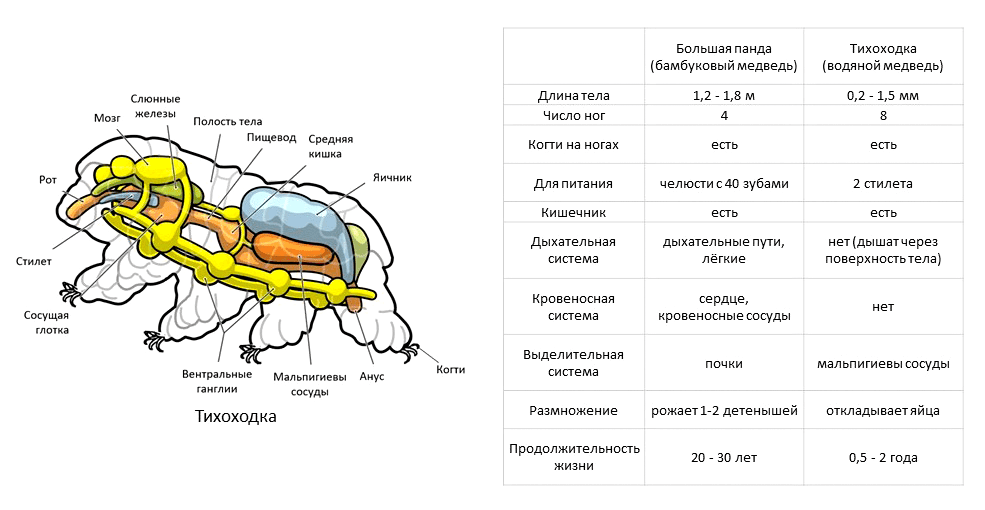 Слюнные
железы
Мозг
Полость тела
Пищевод
Средняя
кишка
Яичник
Рот
Стилет
Сосущая
глотка
Вентральные
ганглии
Мальпигиевы
сосуды
Анус
Когти
Тихоходка
Большая панда
(бамбуковый медведь)
Тихоходка
(водяной медведь)
Длина тела
1,2 - 1,8 м
0,2 - 1,5 мм
Число ног
4
8
Когти на ногах
есть
есть
Для питания
челюсти с 40 зубами
2 стилета
Кишечник
есть
есть
Дыхательная
система
дыхательные пути,
лёгкие
нет (дышат через
поверхность тела)
Кровеносная
система
сердце,
кровеносные сосуды
нет
Выделительная
система
почки
мальпигиевы сосуды
Размножение
рожает 1-2 детенышей
откладывает яйца
Продолжительность
жизни
20 - 30 лет
0,5 - 2 года